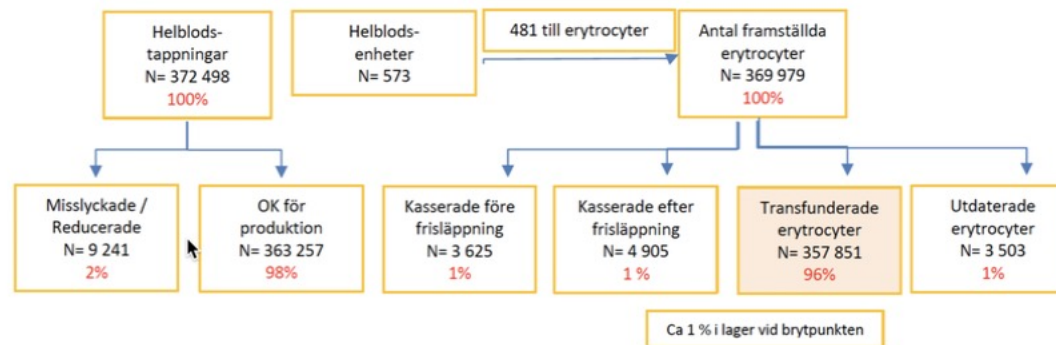 Helblods-
tappningar
N= 372 498
100%
Helblods-
enheter
N= 573
481 till erytrocyter
Antal framställda
erytrocyter
N= 369 979
100%
Misslyckade /
Reducerade
N= 9 241
2%
OK för
produktion
N= 363 257
98%
Kasserade före
frisläppning
N= 3 625
1%
Kasserade efter
frisläppning
N= 4 905
1 %
Transfunderade
erytrocyter
N= 357 851
96%
Utdaterade
erytrocyter
N= 3 503
1%
Ca 1 % i lager vid brytpunkten